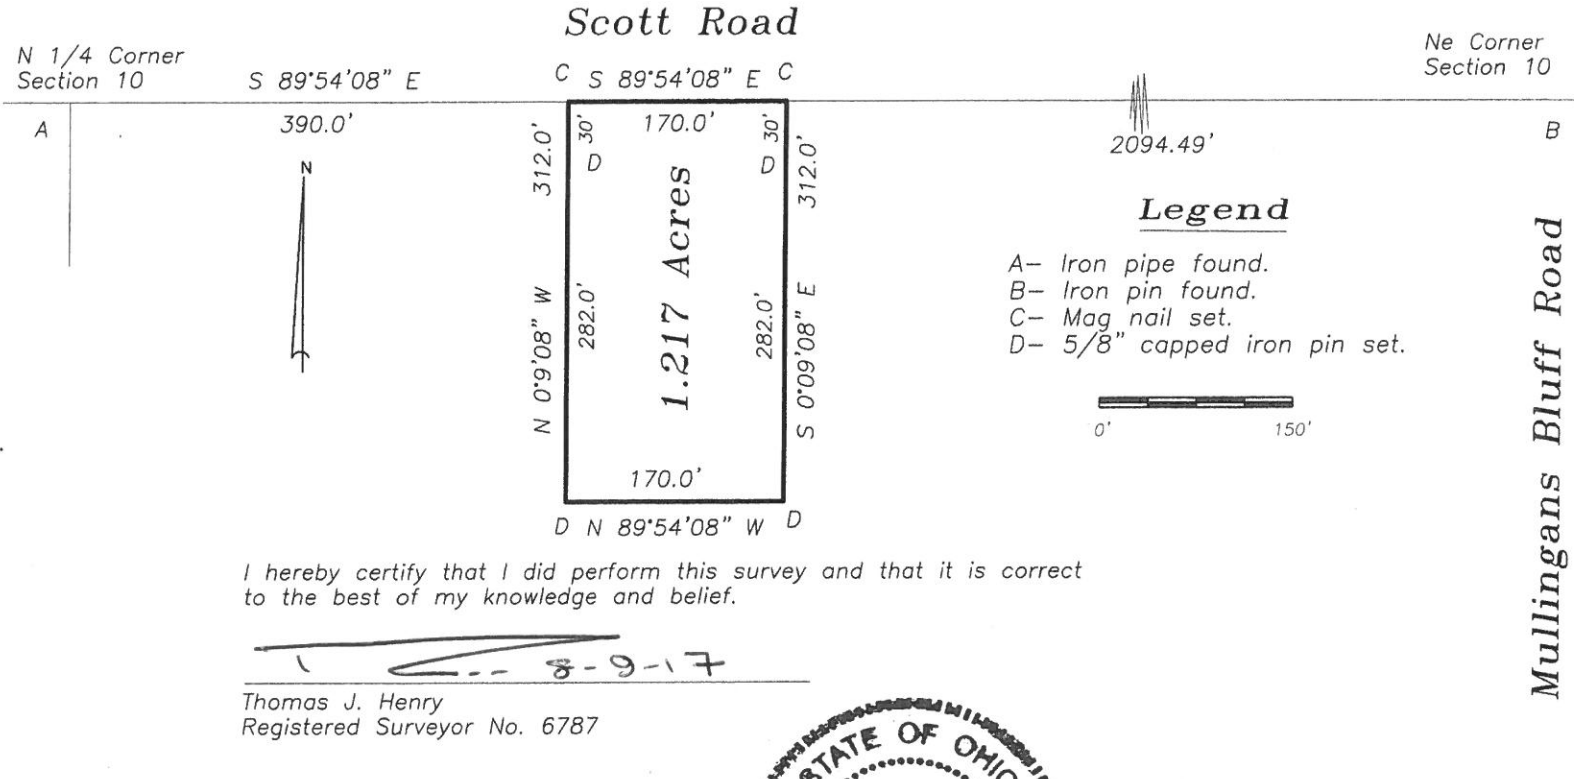 Scott Road
N 1/4 Corner
Section 10
S 89°54'08" E
C S 89°54'08" E C
Ne Corner
Section 10
A
390.0'
312.0'
30'
D
170.0'
30'
D
312.0'
2094.49'
B
N
1.217 Acres
N 0°9'08" W
282.0'
282.0'
S 0°09'08" E
170.0'
D N 89°54'08" W D
Legend
A– Iron pipe found.
B– Iron pin found.
C– Mag nail set.
D– 5/8" capped iron pin set.
0' 150'
Mullingans Bluff Road
I hereby certify that I did perform this survey and that it is correct
to the best of my knowledge and belief.
8-9-17
Thomas J. Henry
Registered Surveyor No. 6787
STATE OF OHIO